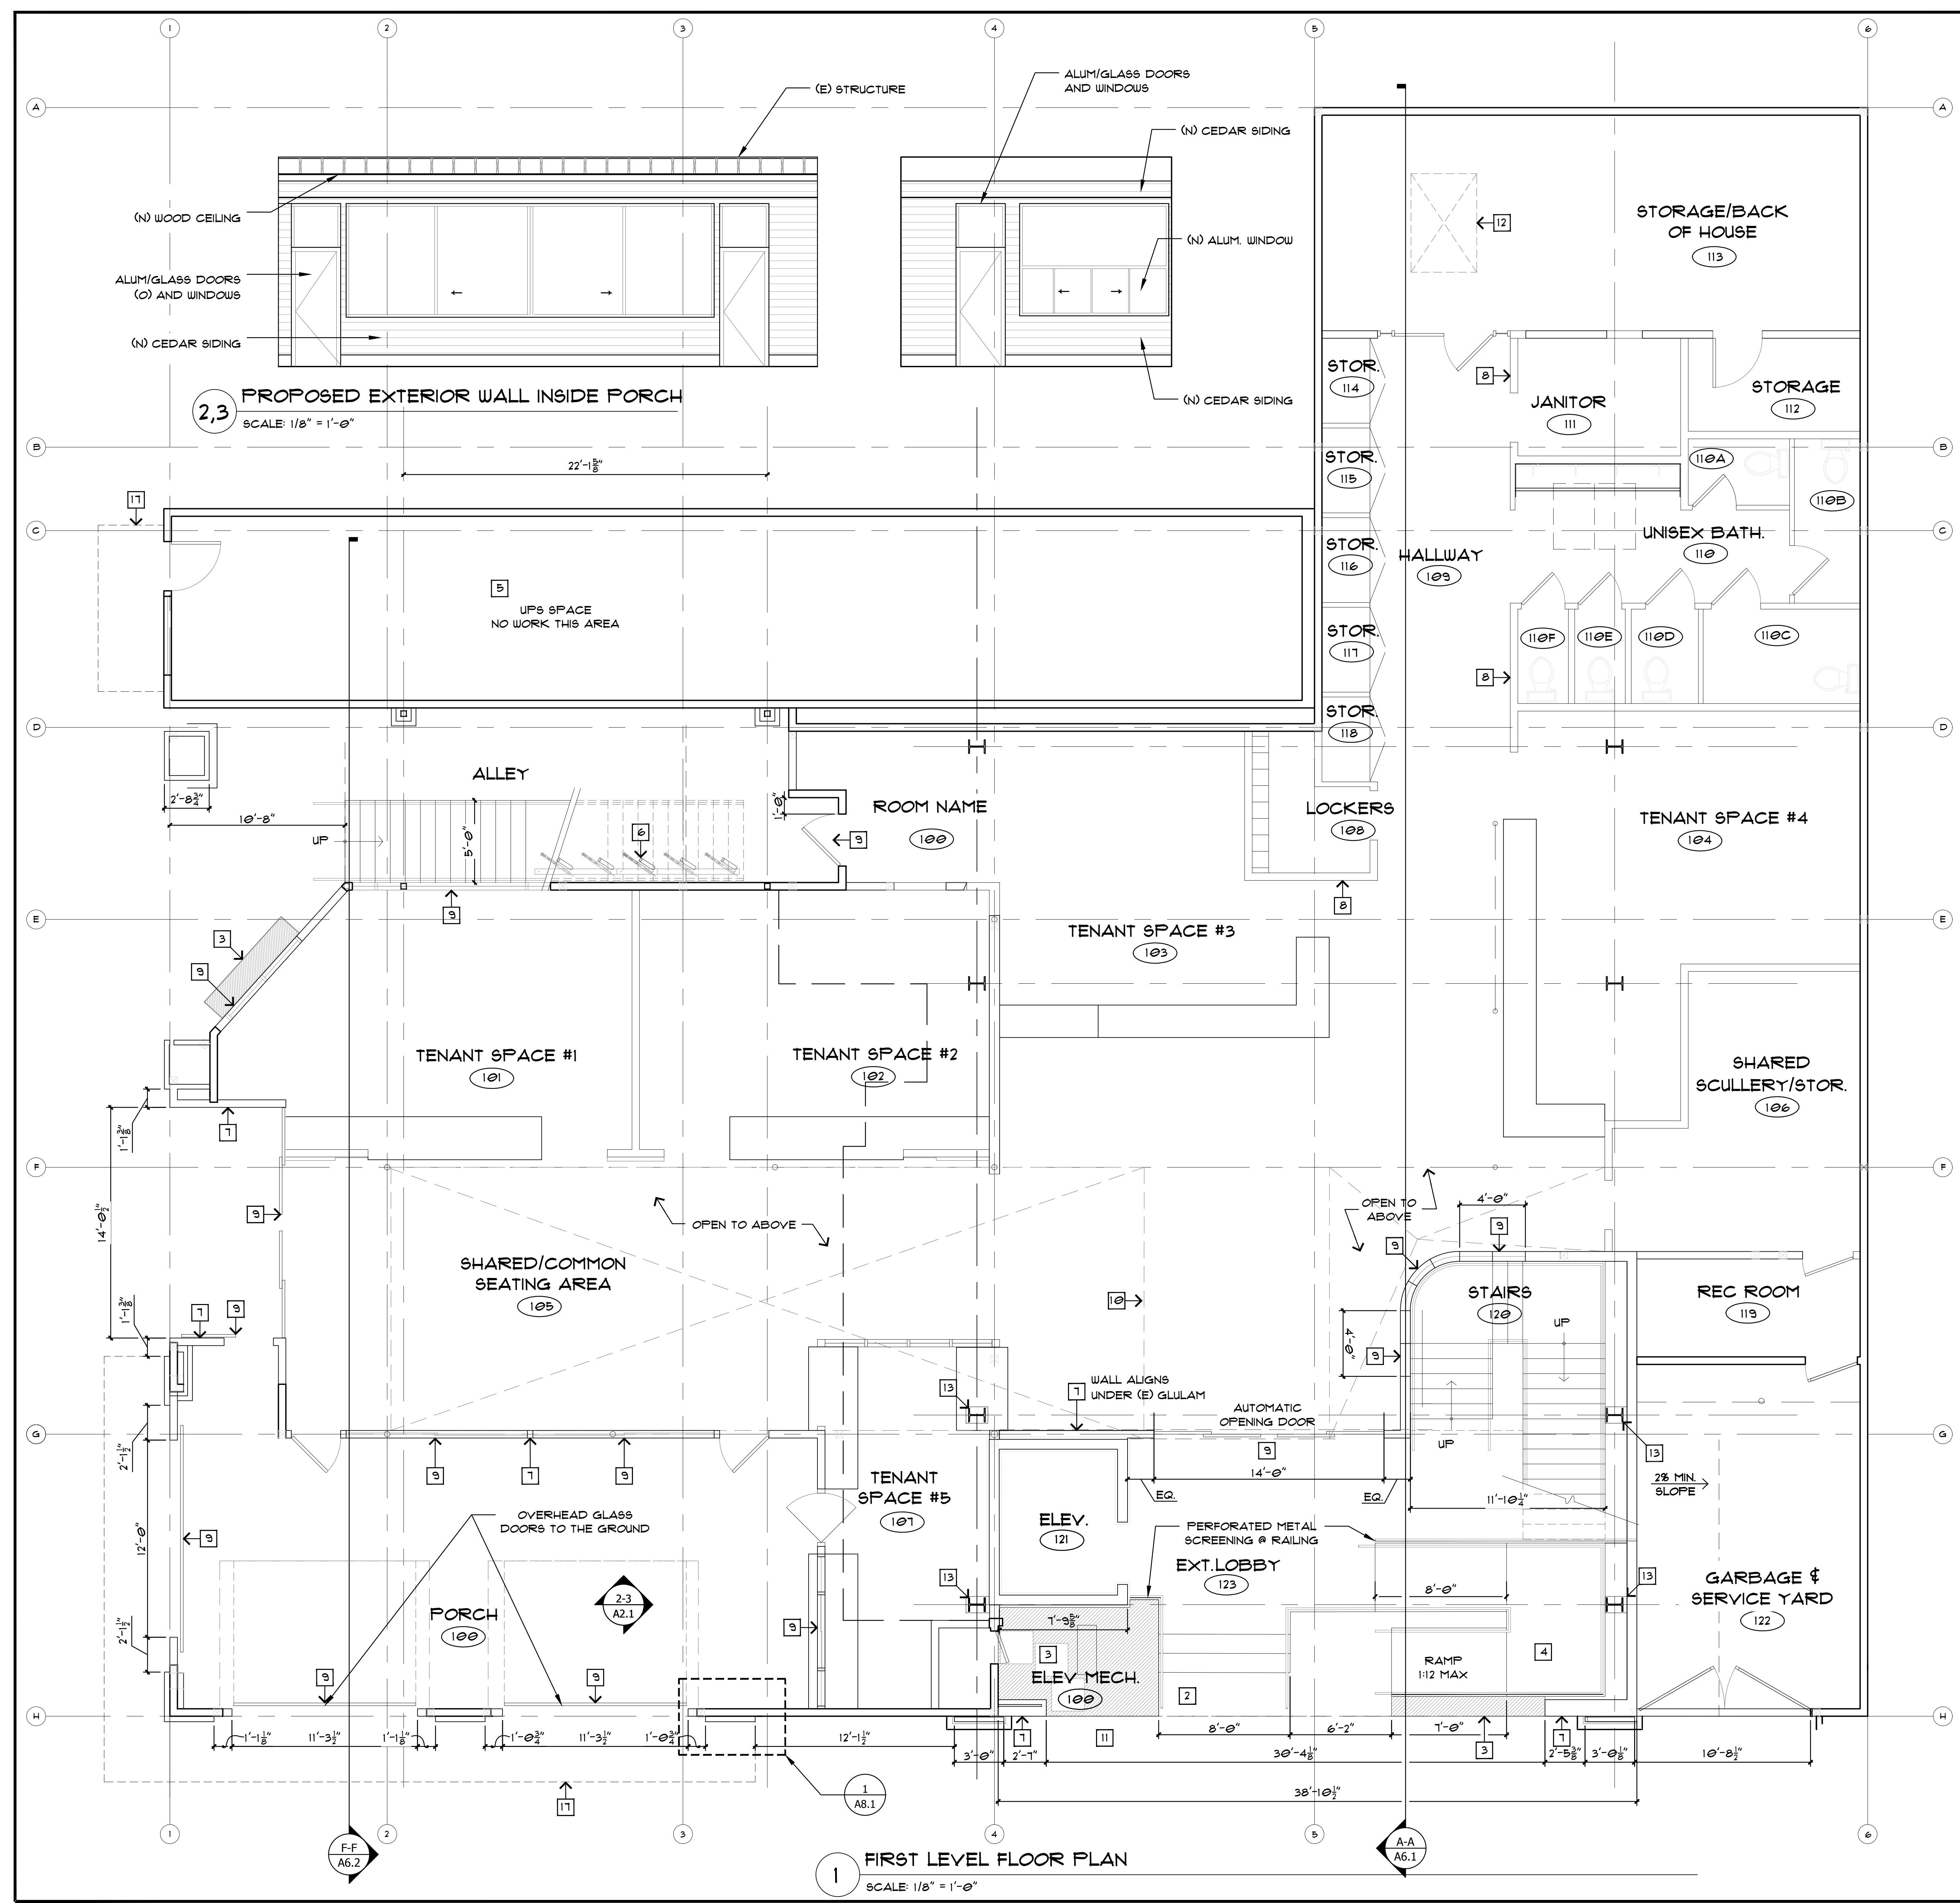 1
2
3
4
5
6
A
A
(E) STRUCTURE
ALUM/GLASS DOORS
AND WINDOWS
(N) CEDAR SIDING
(N) WOOD CEILING
ALUM/GLASS DOORS
(O) AND WINDOWS
(N) ALUM. WINDOW
(N) CEDAR SIDING
(N) CEDAR SIDING
2,3
PROPOSED EXTERIOR WALL INSIDE PORCH
SCALE: 1/8" = 1'-0"
STORAGE/BACK
OF HOUSE
113
12
STOR.
114
8
JANITOR
111
STORAGE
112
B
B
22'-1 5/8"
STOR.
115
110A
110B
17
C
C
5
UPS SPACE
NO WORK THIS AREA
STOR.
116
HALLWAY
109
UNISEX BATH.
110
STOR.
117
110F
110E
110D
110C
8
STOR.
118
D
D
ALLEY
2'-8 3/4"
10'-8"
UP
5'-0"
6
1'-0"
9
ROOM NAME
100
LOCKERS
108
TENANT SPACE #4
104
9
8
E
E
3
9
TENANT SPACE #3
103
TENANT SPACE #1
101
TENANT SPACE #2
102
SHARED
SCULLERY/STOR.
106
1'-1 3/8"
7
F
F
14'-0 1/2"
9
OPEN TO ABOVE
OPEN TO
ABOVE
4'-0"
9
9
SHARED/COMMON
SEATING AREA
105
10
STAIRS
120
UP
REC ROOM
119
1'-1 3/8"
7
9
4'-0"
9
13
7
WALL ALIGNS
UNDER (E) GLULAM
AUTOMATIC
OPENING DOOR
G
G
9
7
9
9
UP
13
2'-1 1/2"
14'-0"
EQ.
EQ.
11'-10 1/4"
2% MIN.
SLOPE
TENANT
SPACE #5
107
12'-0"
9
OVERHEAD GLASS
DOORS TO THE GROUND
ELEV.
121
PERFORATED METAL
SCREENING @ RAILING
EXT.LOBBY
123
13
8'-0"
13
GARBAGE &
SERVICE YARD
122
PORCH
100
2-3
A2.1
9
7'-9 5/8"
2'-1 1/2"
3
ELEV MECH.
100
RAMP
1:12 MAX
4
9
9
2
H
H
1'-1 1/8"
11'-3 1/2"
1'-1 1/8"
1'-0 3/4"
11'-3 1/2"
1'-0 3/4"
12'-1 1/2"
7
11
8'-0"
6'-2"
7'-0"
3
7
3'-0"
2'-7"
30'-4 1/8"
2'-5 3/8"
3'-0 1/8"
10'-8 1/2"
38'-10 1/2"
17
1
A8.1
1
2
3
4
5
6
F-F
A6.2
A-A
A6.1
1
FIRST LEVEL FLOOR PLAN
SCALE: 1/8" = 1'-0"